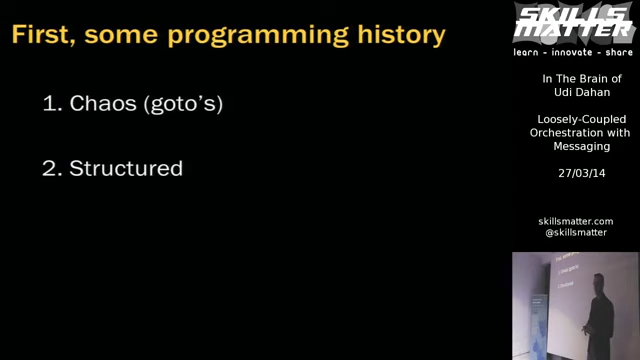 First, some programming history
1. Chaos (goto's)
2. Structured
SKILLS
MATTER
learn - innovate - share
In The Brain of
Udi Dahan
Loosely-Coupled
Orchestration with
Messaging
27/03/14
skillsmatter.com
@skillsmatter